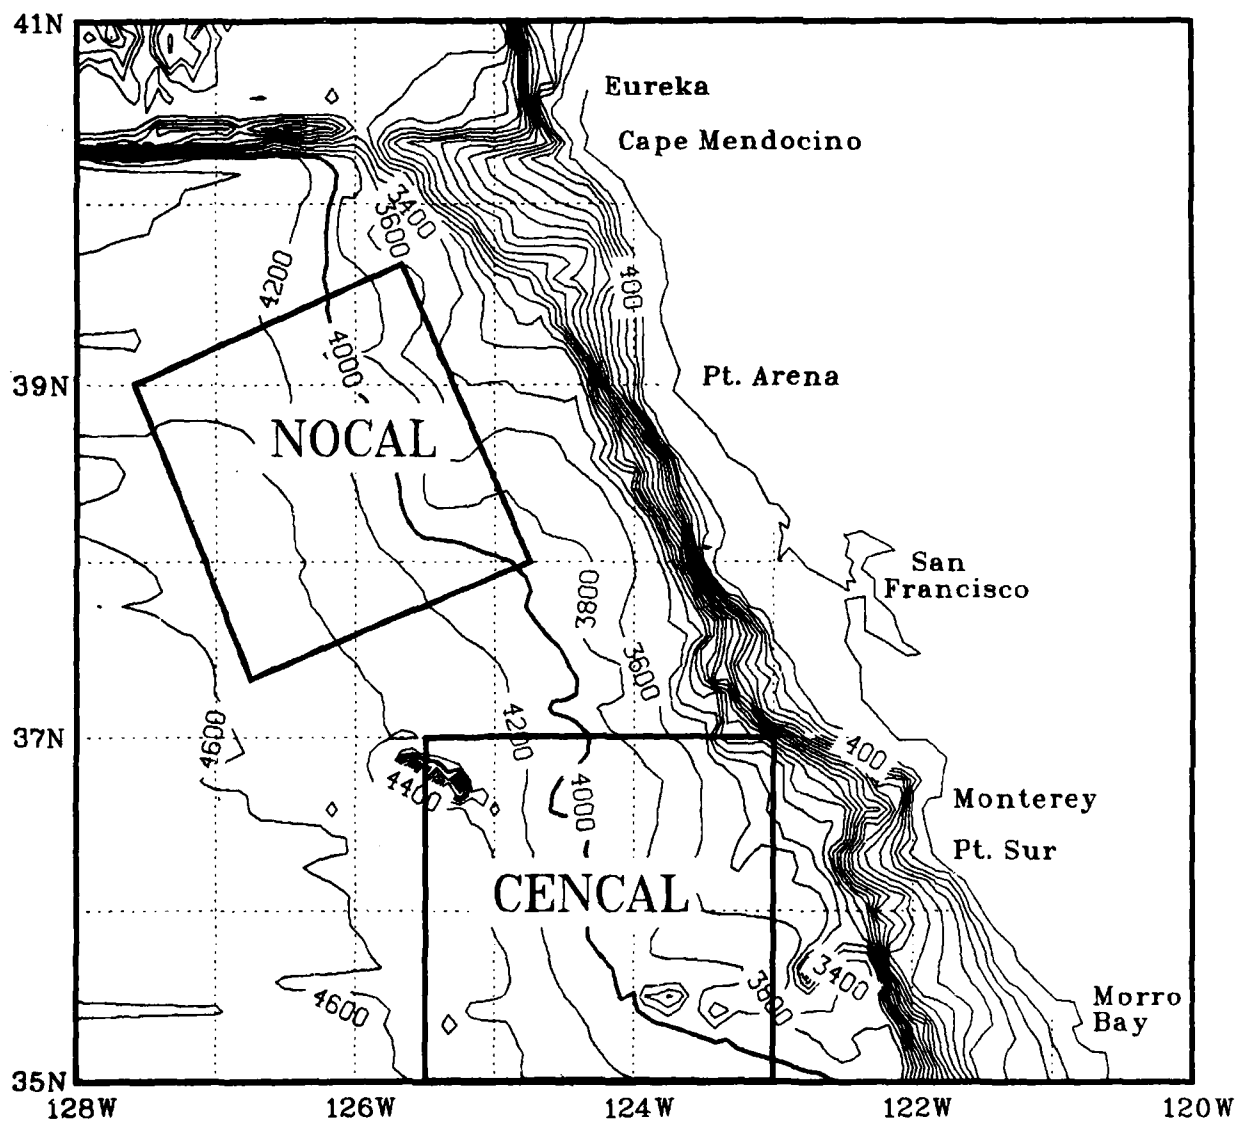 41N
Eureka
Cape Mendocino
3400
3600
4200
400
4000
39N
Pt. Arena
NOCAL
San
Francisco
3800
3600
4600
4200
37N
400
4400
4000
Monterey
Pt. Sur
CENCAL
3400
3600
4600
Morro
Bay
35N
128W
126W
124W
122W
120W